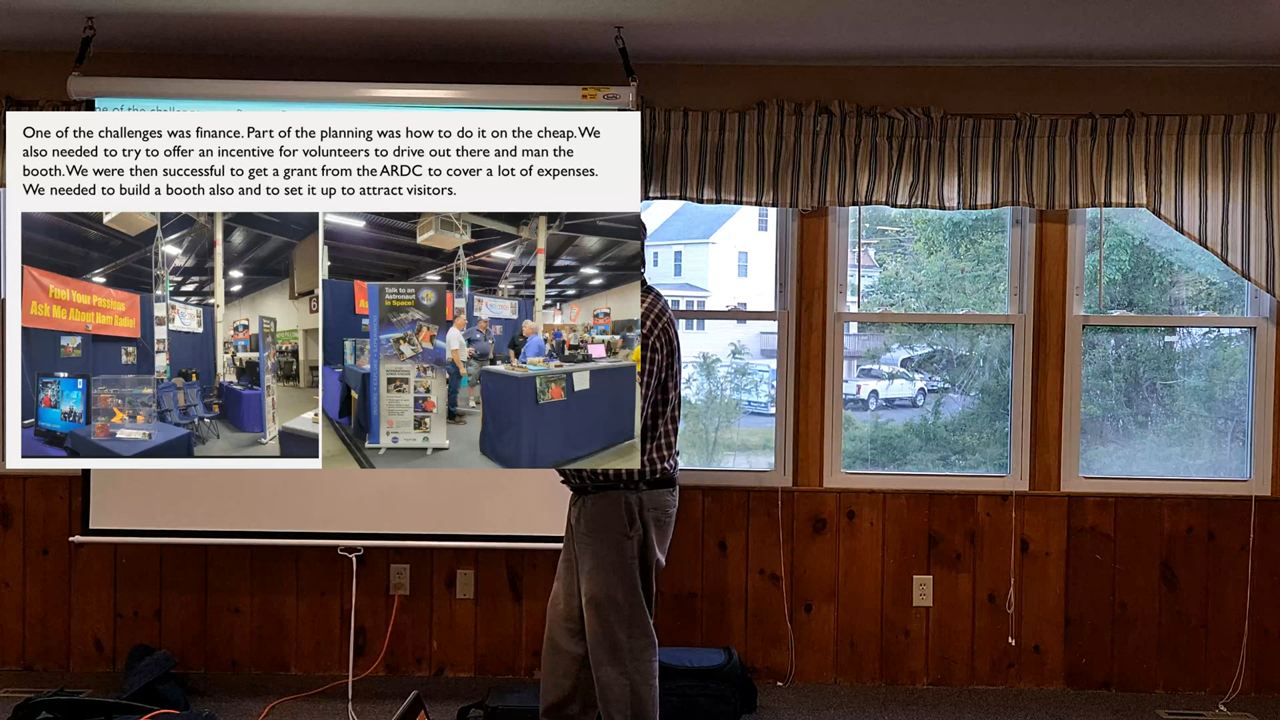 One of the challenges was finance. Part of the planning was how to do it on the cheap. We
also needed to try to offer an incentive for volunteers to drive out there and man the
booth. We were then successful to get a grant from the ARDC to cover a lot of expenses.
We needed to build a booth also and to set it up to attract visitors.
Fuel Your Passions
Ask Me About Ham Radio!
6
Talk to an
Astronaut
in Space!